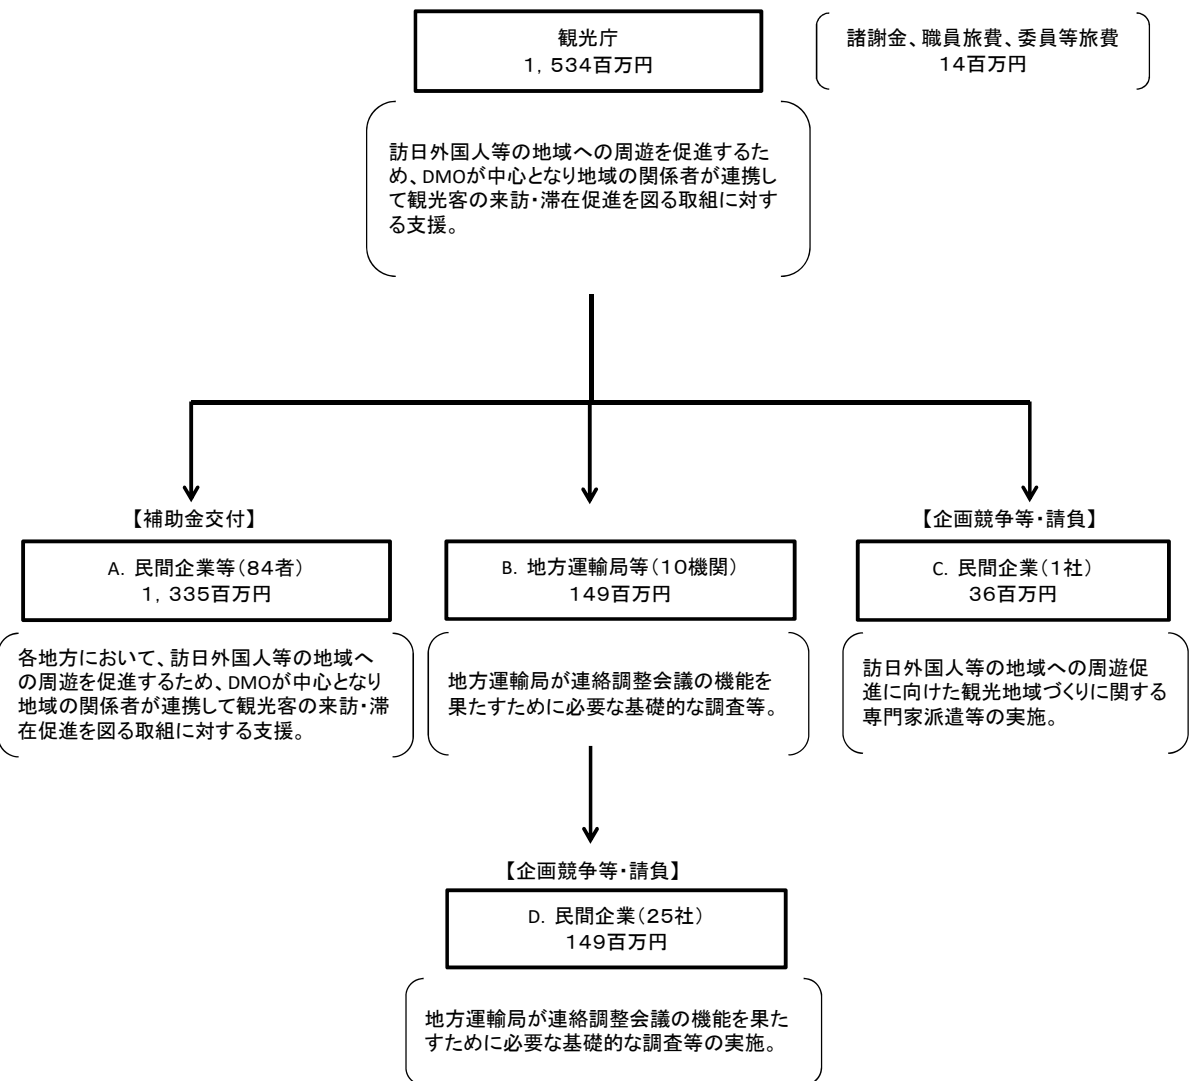 観光庁
1,534百万円
諸謝金、職員旅費、委員等旅費
14百万円
訪日外国人等の地域への周遊を促進するた
め、DMOが中心となり地域の関係者が連携し
て観光客の来訪・滞在促進を図る取組に対す
る支援。
【補助金交付】
A. 民間企業等(84者)
1,335百万円
各地方において、訪日外国人等の地域へ
の周遊を促進するため、DMOが中心となり
地域の関係者が連携して観光客の来訪・滞
在促進を図る取組に対する支援。
B. 地方運輸局等(10機関)
149百万円
地方運輸局が連絡調整会議の機能を
果たすために必要な基礎的な調査等。
【企画競争等・請負】
C. 民間企業(1社)
36百万円
訪日外国人等の地域への周遊促
進に向けた観光地域づくりに関する
専門家派遣等の実施。
【企画競争等・請負】
D. 民間企業(25社)
149百万円
地方運輸局が連絡調整会議の機能を果た
すために必要な基礎的な調査等の実施。